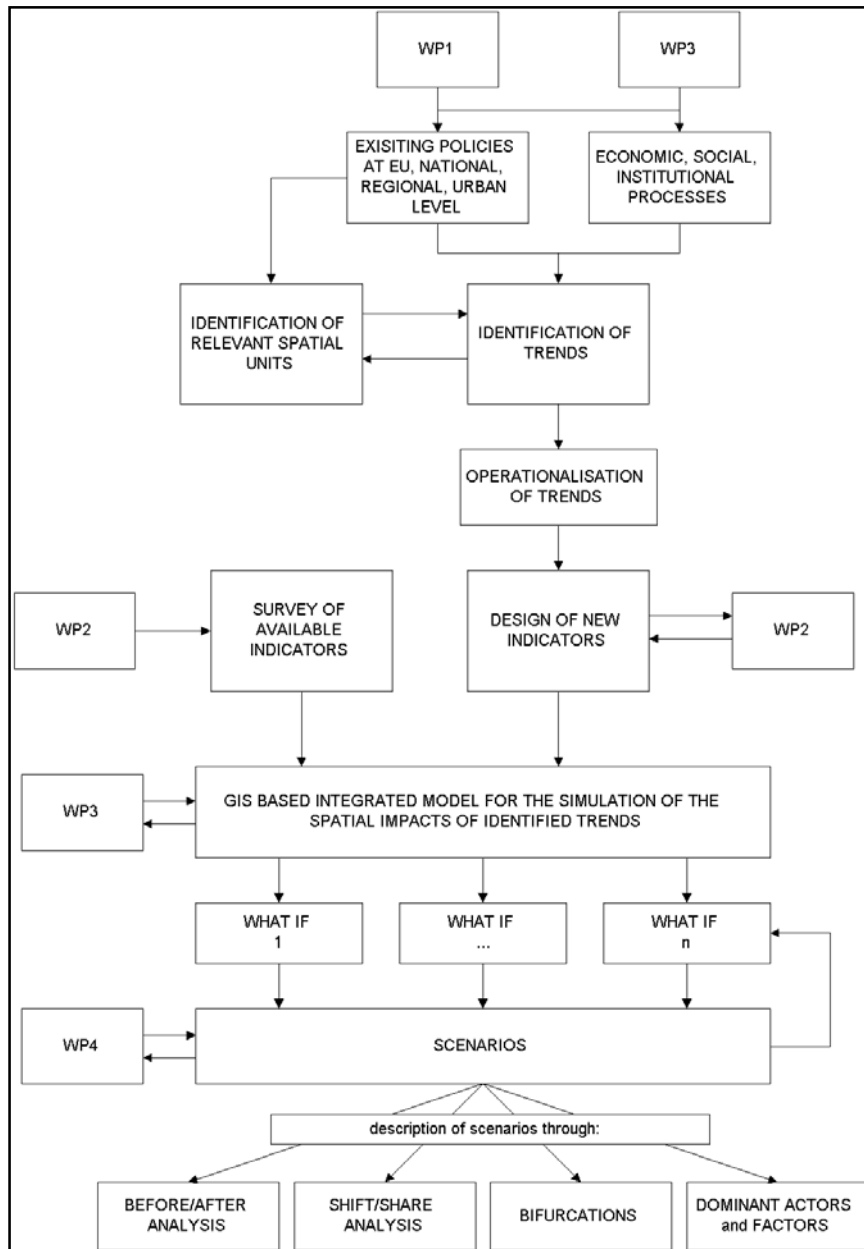 WP1
WP3
EXISITING POLICIES
AT EU, NATIONAL,
REGIONAL, URBAN
LEVEL
ECONOMIC, SOCIAL,
INSTITUTIONAL
PROCESSES
IDENTIFICATION OF
RELEVANT SPATIAL
UNITS
IDENTIFICATION OF
TRENDS
OPERATIONALISATION
OF TRENDS
WP2
SURVEY OF
AVAILABLE
INDICATORS
DESIGN OF NEW
INDICATORS
WP2
WP3
GIS BASED INTEGRATED MODEL FOR THE SIMULATION OF THE
SPATIAL IMPACTS OF IDENTIFIED TRENDS
WHAT IF
1
WHAT IF
...
WHAT IF
n
WP4
SCENARIOS
description of scenarios through:
BEFORE/AFTER
ANALYSIS
SHIFT/SHARE
ANALYSIS
BIFURCATIONS
DOMINANT ACTORS
and FACTORS